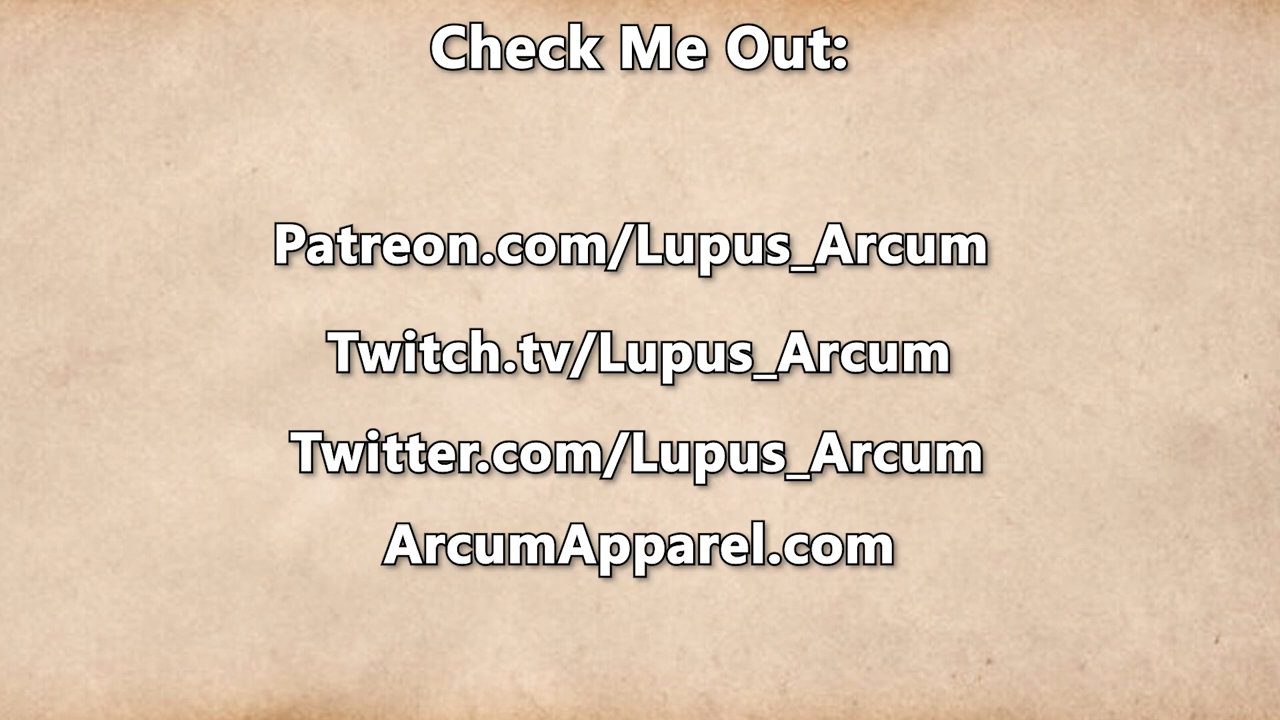 Check Me Out:
Patreon.com/Lupus_Arcum
Twitch.tv/Lupus_Arcum
Twitter.com/Lupus_Arcum
ArcumApparel.com